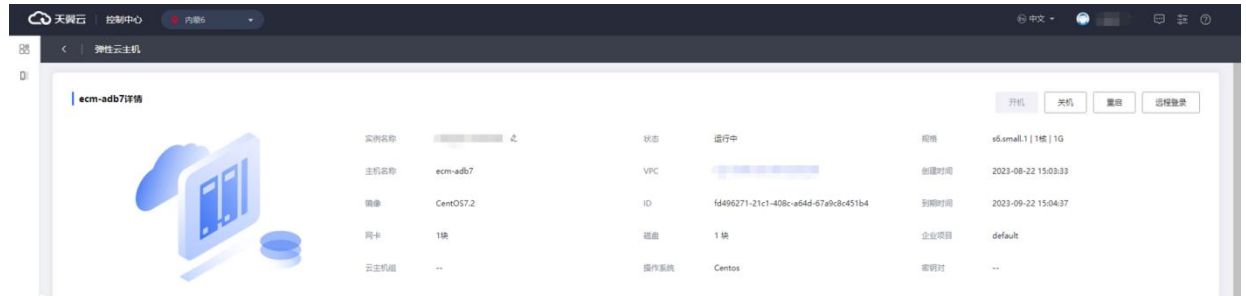 天翼云 控制中心 内蒙6 中文
弹性云主机
ecm-adb7详情 开机 关机 重启 远程登录
实例名称 状态 运行中 规格 s6.small.1 | 1核 | 1G
主机名称 ecm-adb7 VPC 创建时间 2023-08-22 15:03:33
镜像 CentOS7.2 ID fd496271-21c1-408c-a64d-67a9c8c451b4 到期时间 2023-09-22 15:04:37
网卡 1块 磁盘 1 块 企业项目 default
云主机组 -- 操作系统 Centos 密钥对 --